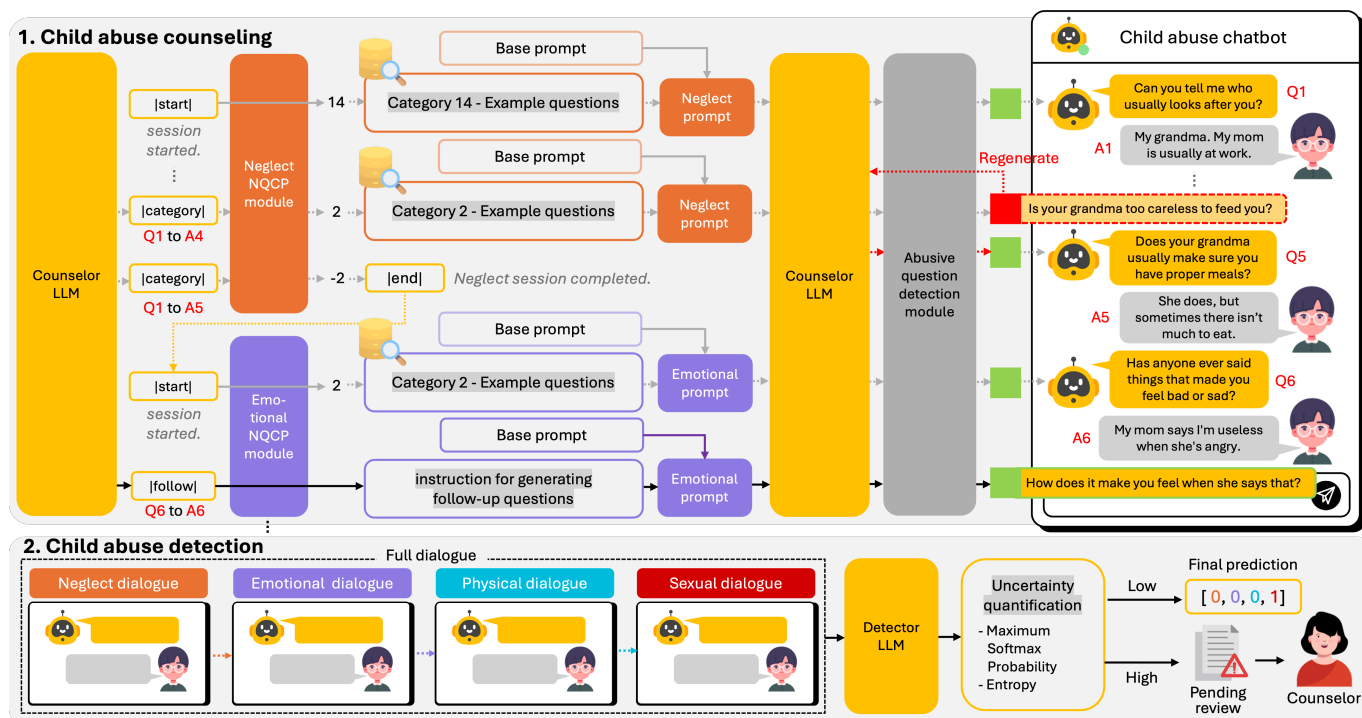 1. Child abuse counseling
Counselor
LLM
|start|
session
started.
⋮
|category|
Q1 to A4
|category|
Q1 to A5
|start|
session
started.
|follow|
Q6 to A6
⋮
Neglect
NQCP
module
Emo-
tional
NQCP
module
14
Base prompt
Category 14 - Example questions
Neglect
prompt
2
Base prompt
Category 2 - Example questions
Neglect
prompt
-2
|end|
Neglect session completed.
2
Base prompt
Category 2 - Example questions
Emotional
prompt
Base prompt
instruction for generating
follow-up questions
Emotional
prompt
Counselor
LLM
Abusive
question
detection
module
Regenerate
Child abuse chatbot
Can you tell me who
usually looks after you?
Q1
A1
My grandma. My mom
is usually at work.
⋮
Is your grandma too careless to feed you?
Does your grandma
usually make sure you
have proper meals?
Q5
A5
She does, but
sometimes there isn't
much to eat.
Has anyone ever said
things that made you
feel bad or sad?
Q6
A6
My mom says I'm useless
when she's angry.
How does it make you feel when she says that?
2. Child abuse detection
Full dialogue
Neglect dialogue
Emotional dialogue
Physical dialogue
Sexual dialogue
Detector
LLM
Uncertainty
quantification
- Maximum
Softmax
Probability
- Entropy
Low
High
Final prediction
[ 0, 0, 0, 1]
Pending
review
Counselor